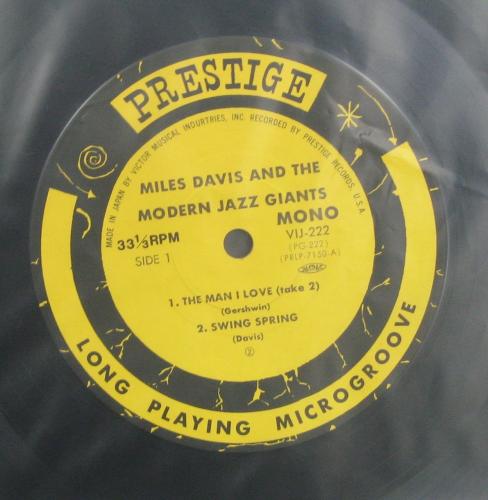 PRESTIGE
MADE IN JAPAN BY VICTOR MUSICAL INDURTRIES, INC. RECORDED BY PRESTIGE RECORDS, U.S.A.
MILES DAVIS AND THE
MODERN JAZZ GIANTS
MONO
33⅓RPM
VIJ-222
SIDE 1
(PG-222)
(PRLP-7150-A)
1. THE MAN I LOVE (take 2)
(Gershwin)
2. SWING SPRING
(Davis)
②
LONG PLAYING MICROGROOVE